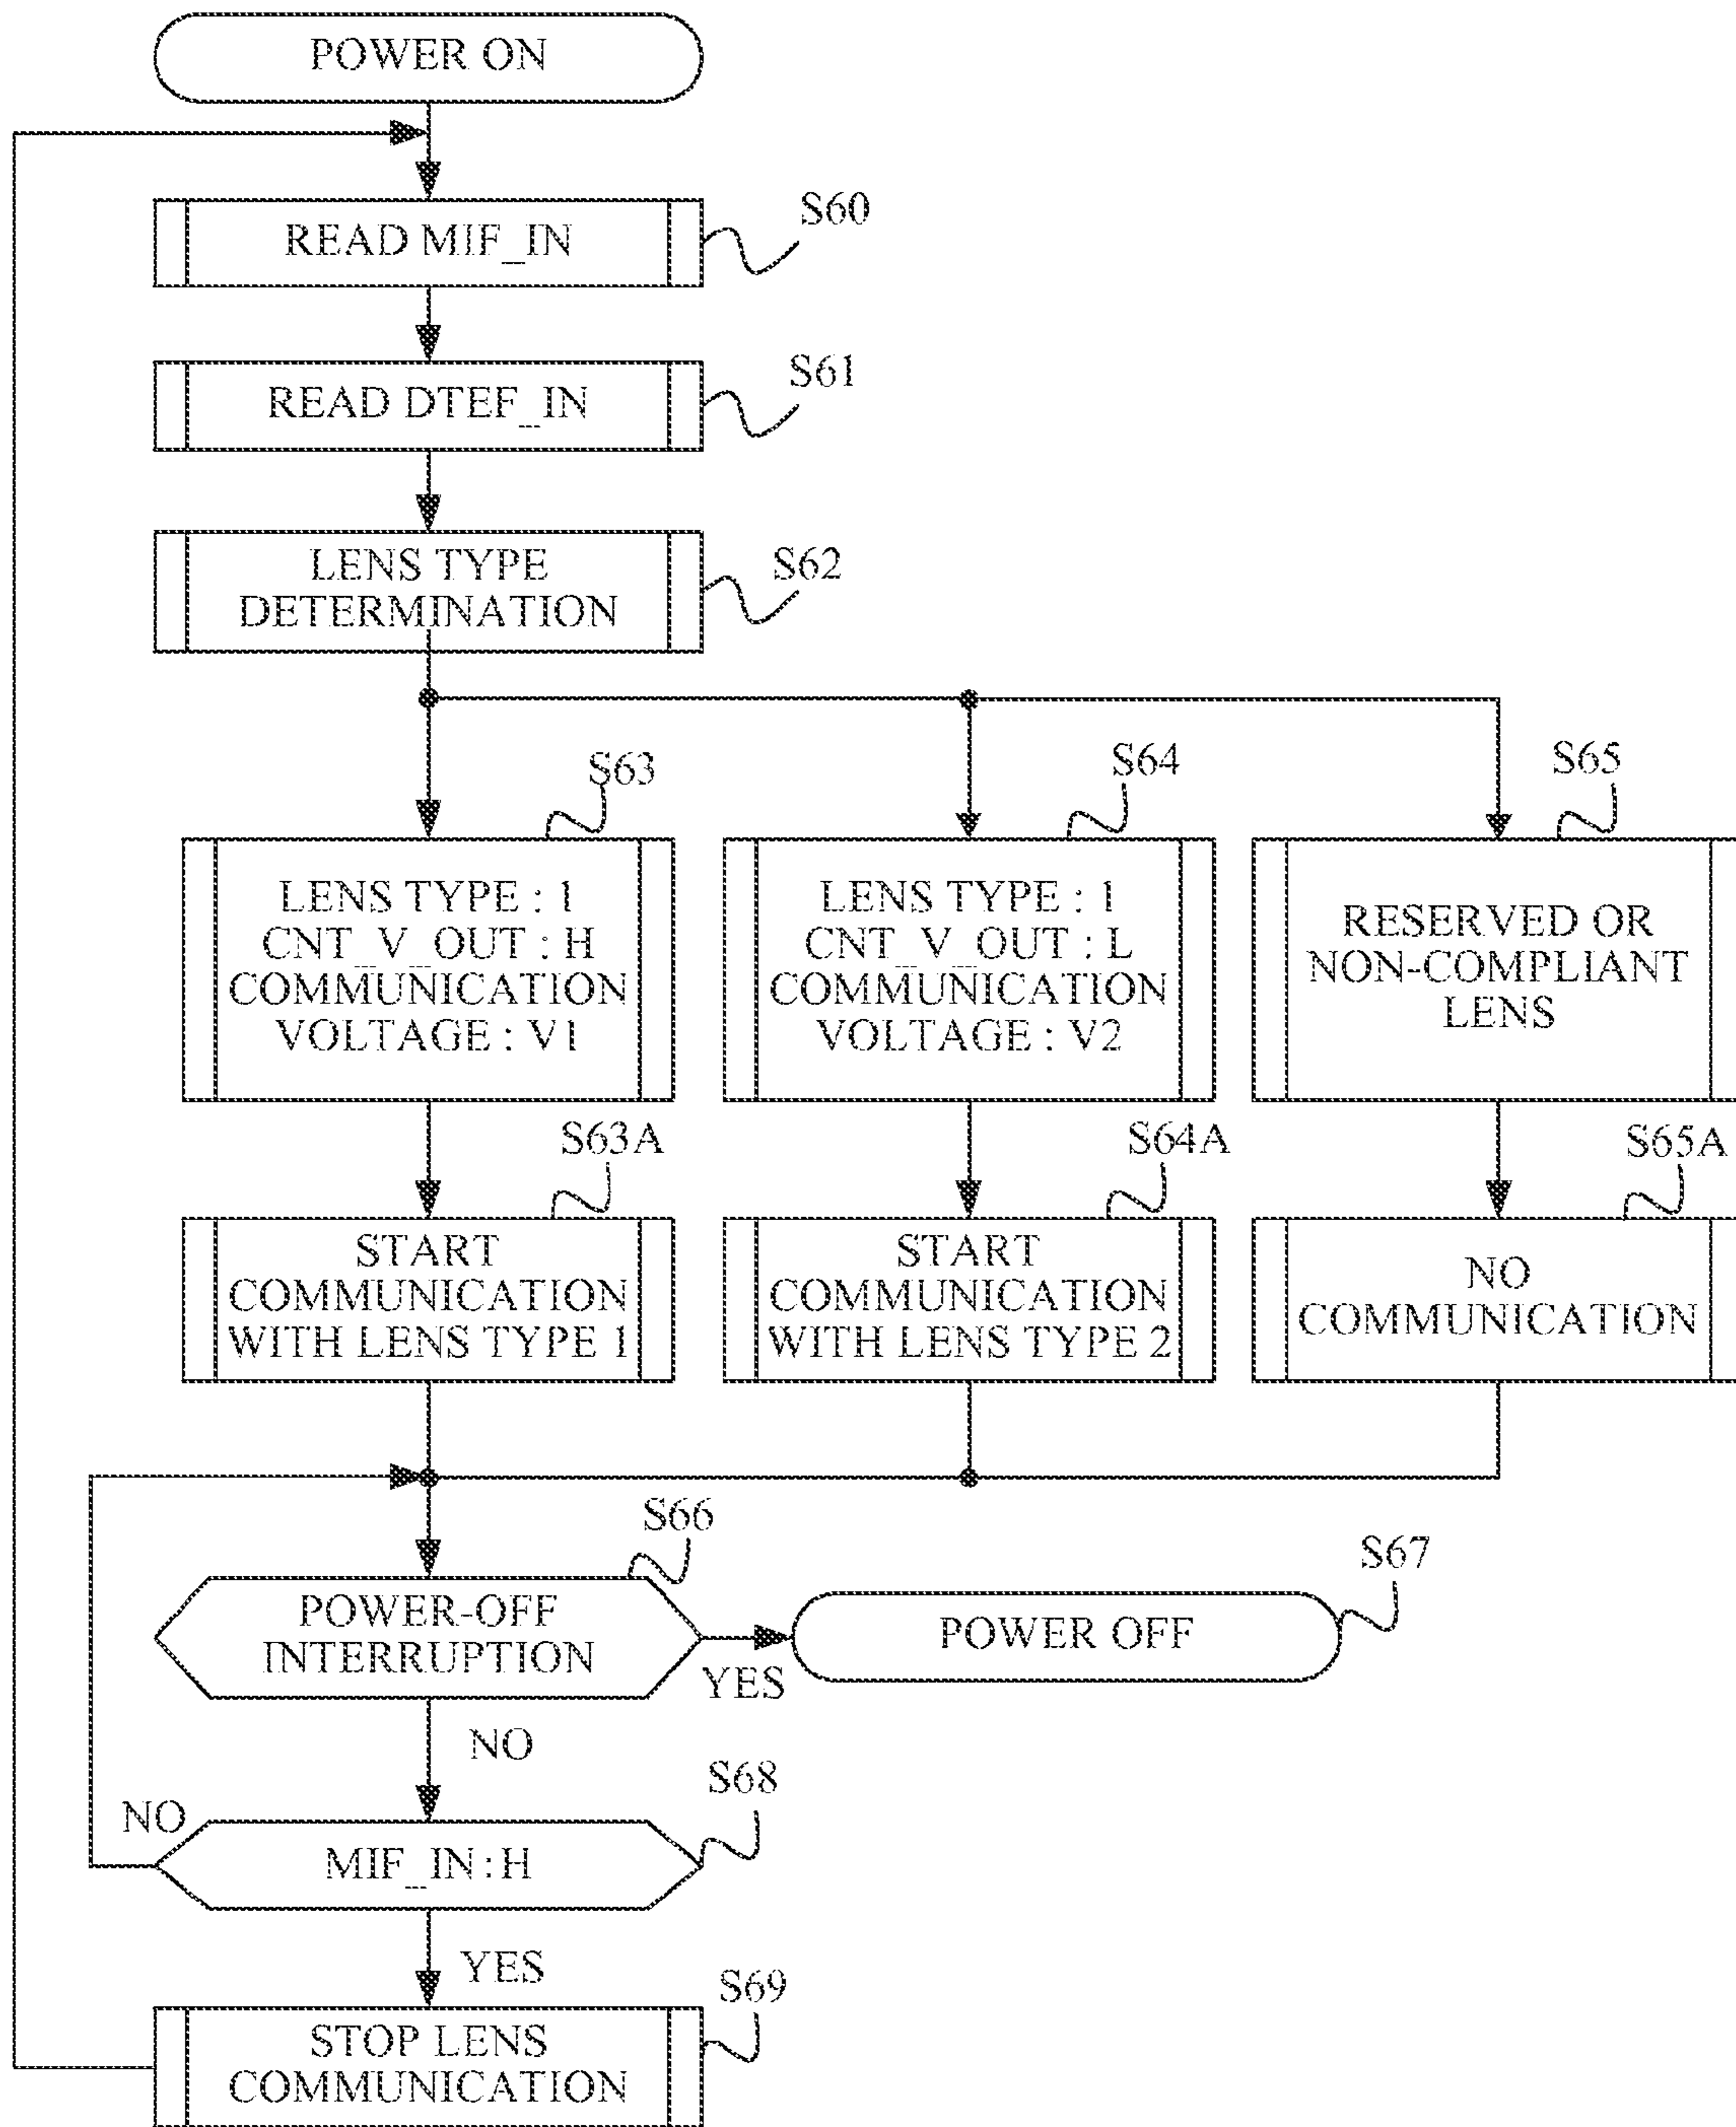 POWER ON
READ MIF_IN
S60
READ DTEF_IN
S61
LENS TYPE
DETERMINATION
S62
S63
S64
S65
LENS TYPE : 1
CNT_V_OUT : H
COMMUNICATION
VOLTAGE : V1
LENS TYPE : 1
CNT_V_OUT : L
COMMUNICATION
VOLTAGE : V2
RESERVED OR
NON-COMPLIANT
LENS
S63A
S64A
S65A
START
COMMUNICATION
WITH LENS TYPE 1
START
COMMUNICATION
WITH LENS TYPE 2
NO
COMMUNICATION
S66
POWER-OFF
INTERRUPTION
YES
S67
POWER OFF
NO
S68
NO
MIF_IN : H
YES
S69
STOP LENS
COMMUNICATION